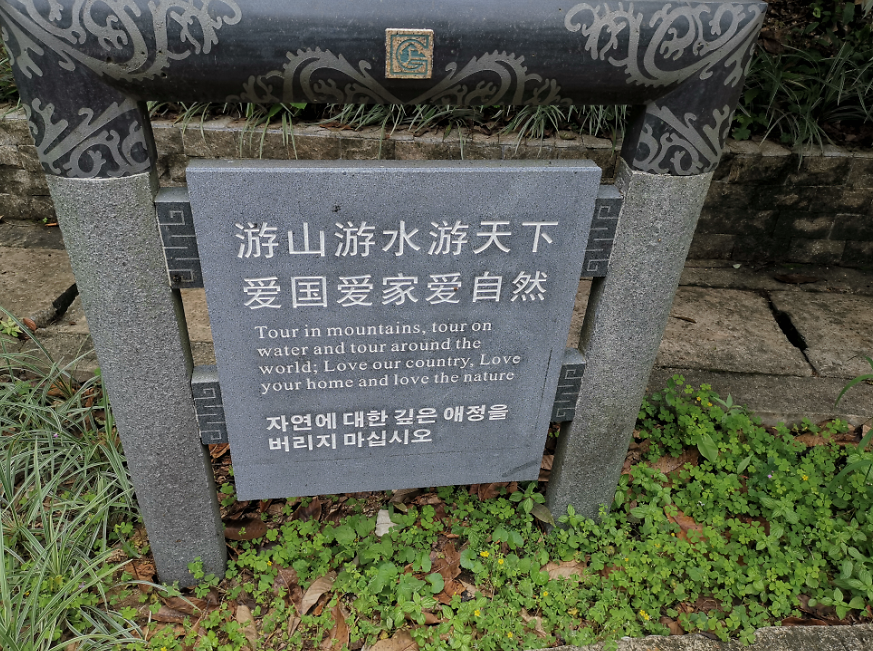 游山游水游天下
爱国爱家爱自然
Tour in mountains, tour on
water and tour around the
world; Love our country, Love
your home and love the nature
자연에 대한 깊은 애정을
버리지 마십시오